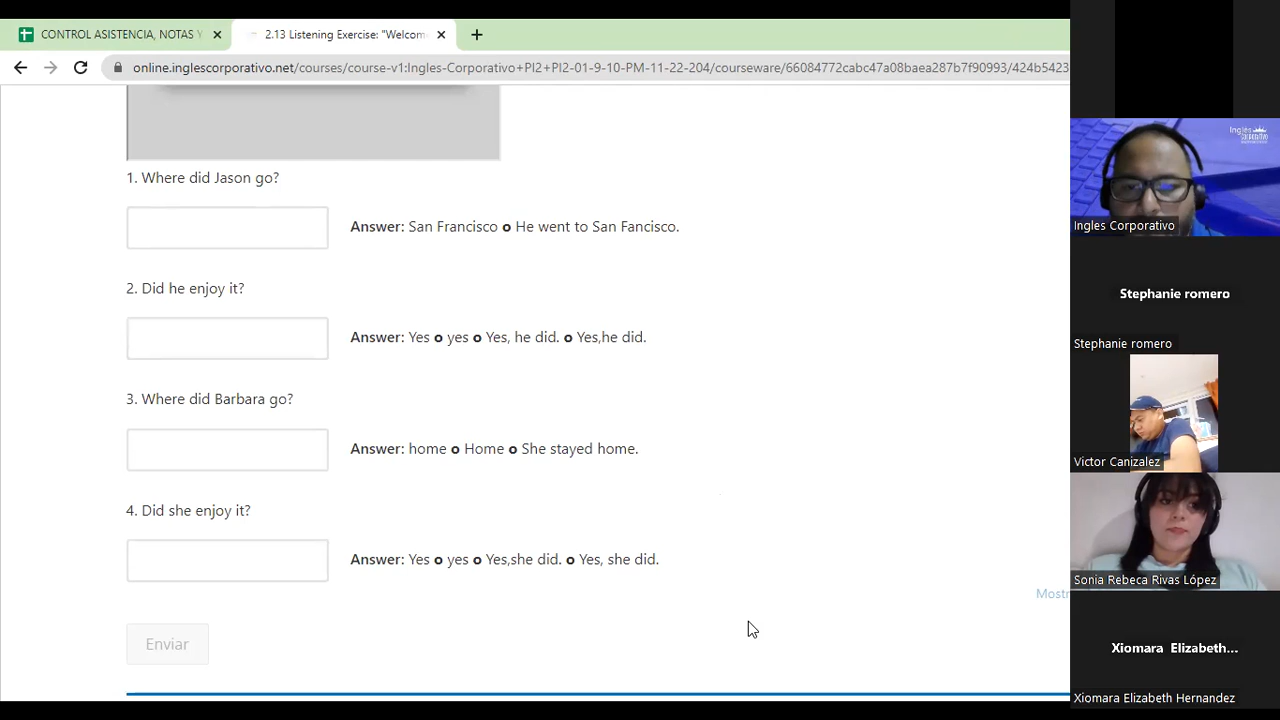 CONTROL ASISTENCIA, NOTAS Y
2.13 Listening Exercise: "Welcom
online.inglescorporativo.net/courses/course-v1:Ingles-Corporativo+PI2+PI2-01-9-10-PM-11-22-204/courseware/66084772cabc47a08baea287b7f90993/424b5423
1. Where did Jason go?
Answer: San Francisco o He went to San Fancisco.
2. Did he enjoy it?
Answer: Yes o yes o Yes, he did. o Yes,he did.
3. Where did Barbara go?
Answer: home o Home o She stayed home.
4. Did she enjoy it?
Answer: Yes o yes o Yes,she did. o Yes, she did.
Mostr
Enviar
Ingles
Ingles Corporativo
Stephanie romero
Stephanie romero
Victor Canizalez
Sonia Rebeca Rivas López
Xiomara Elizabeth...
Xiomara Elizabeth Hernandez